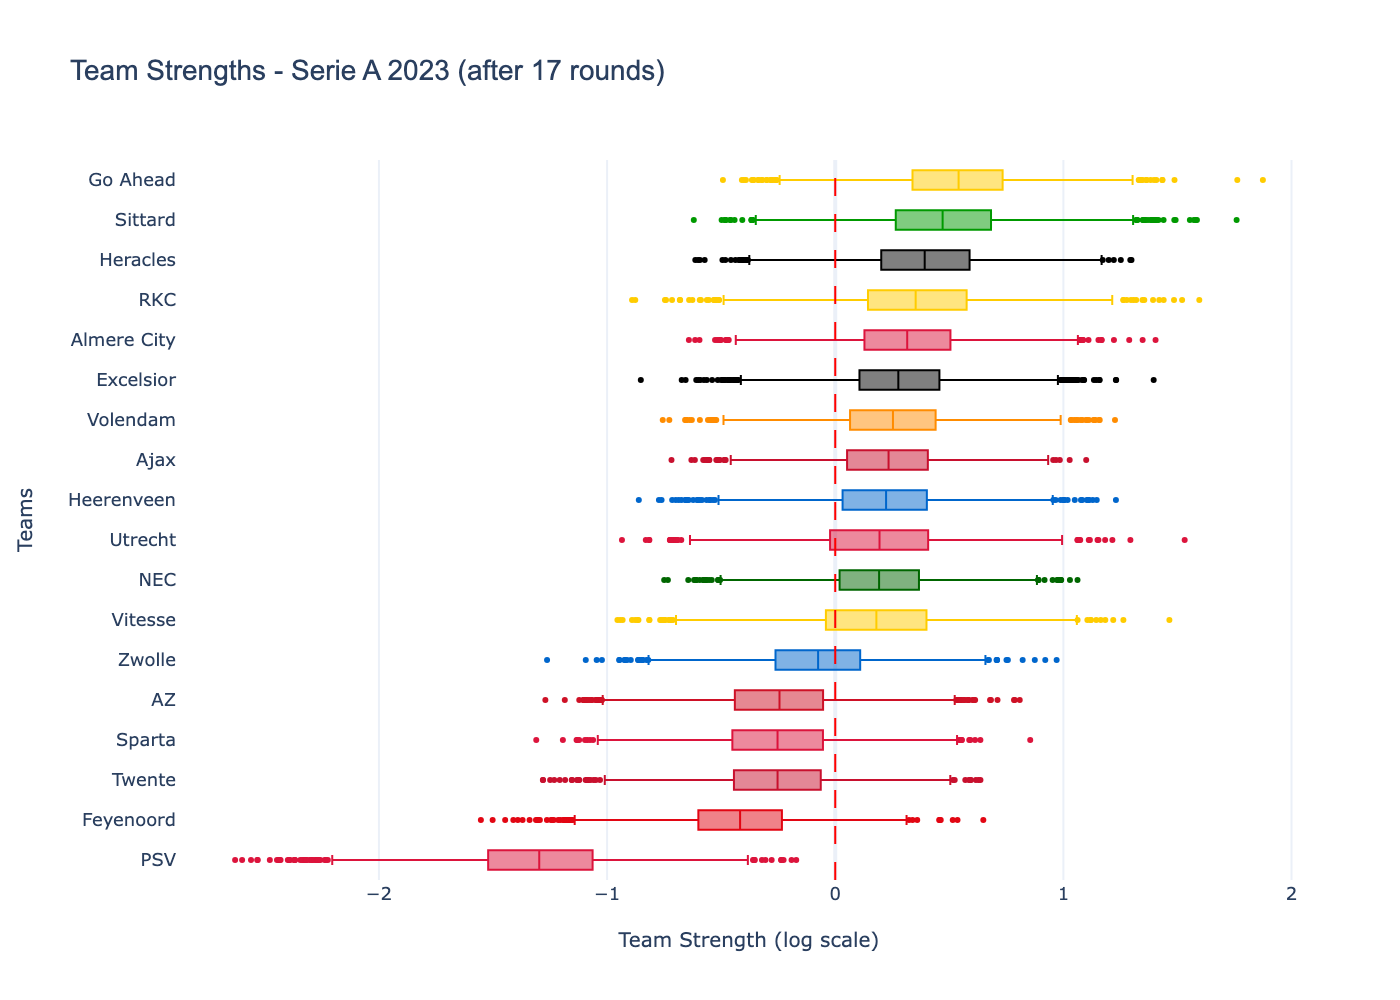 Team Strengths - Serie A 2023 (after 17 rounds)
Go Ahead
Sittard
Heracles
RKC
Almere City
Excelsior
Volendam
Ajax
Heerenveen
Utrecht
NEC
Vitesse
Zwolle
AZ
Sparta
Twente
Feyenoord
PSV
Teams
−2
−1
0
1
2
Team Strength (log scale)